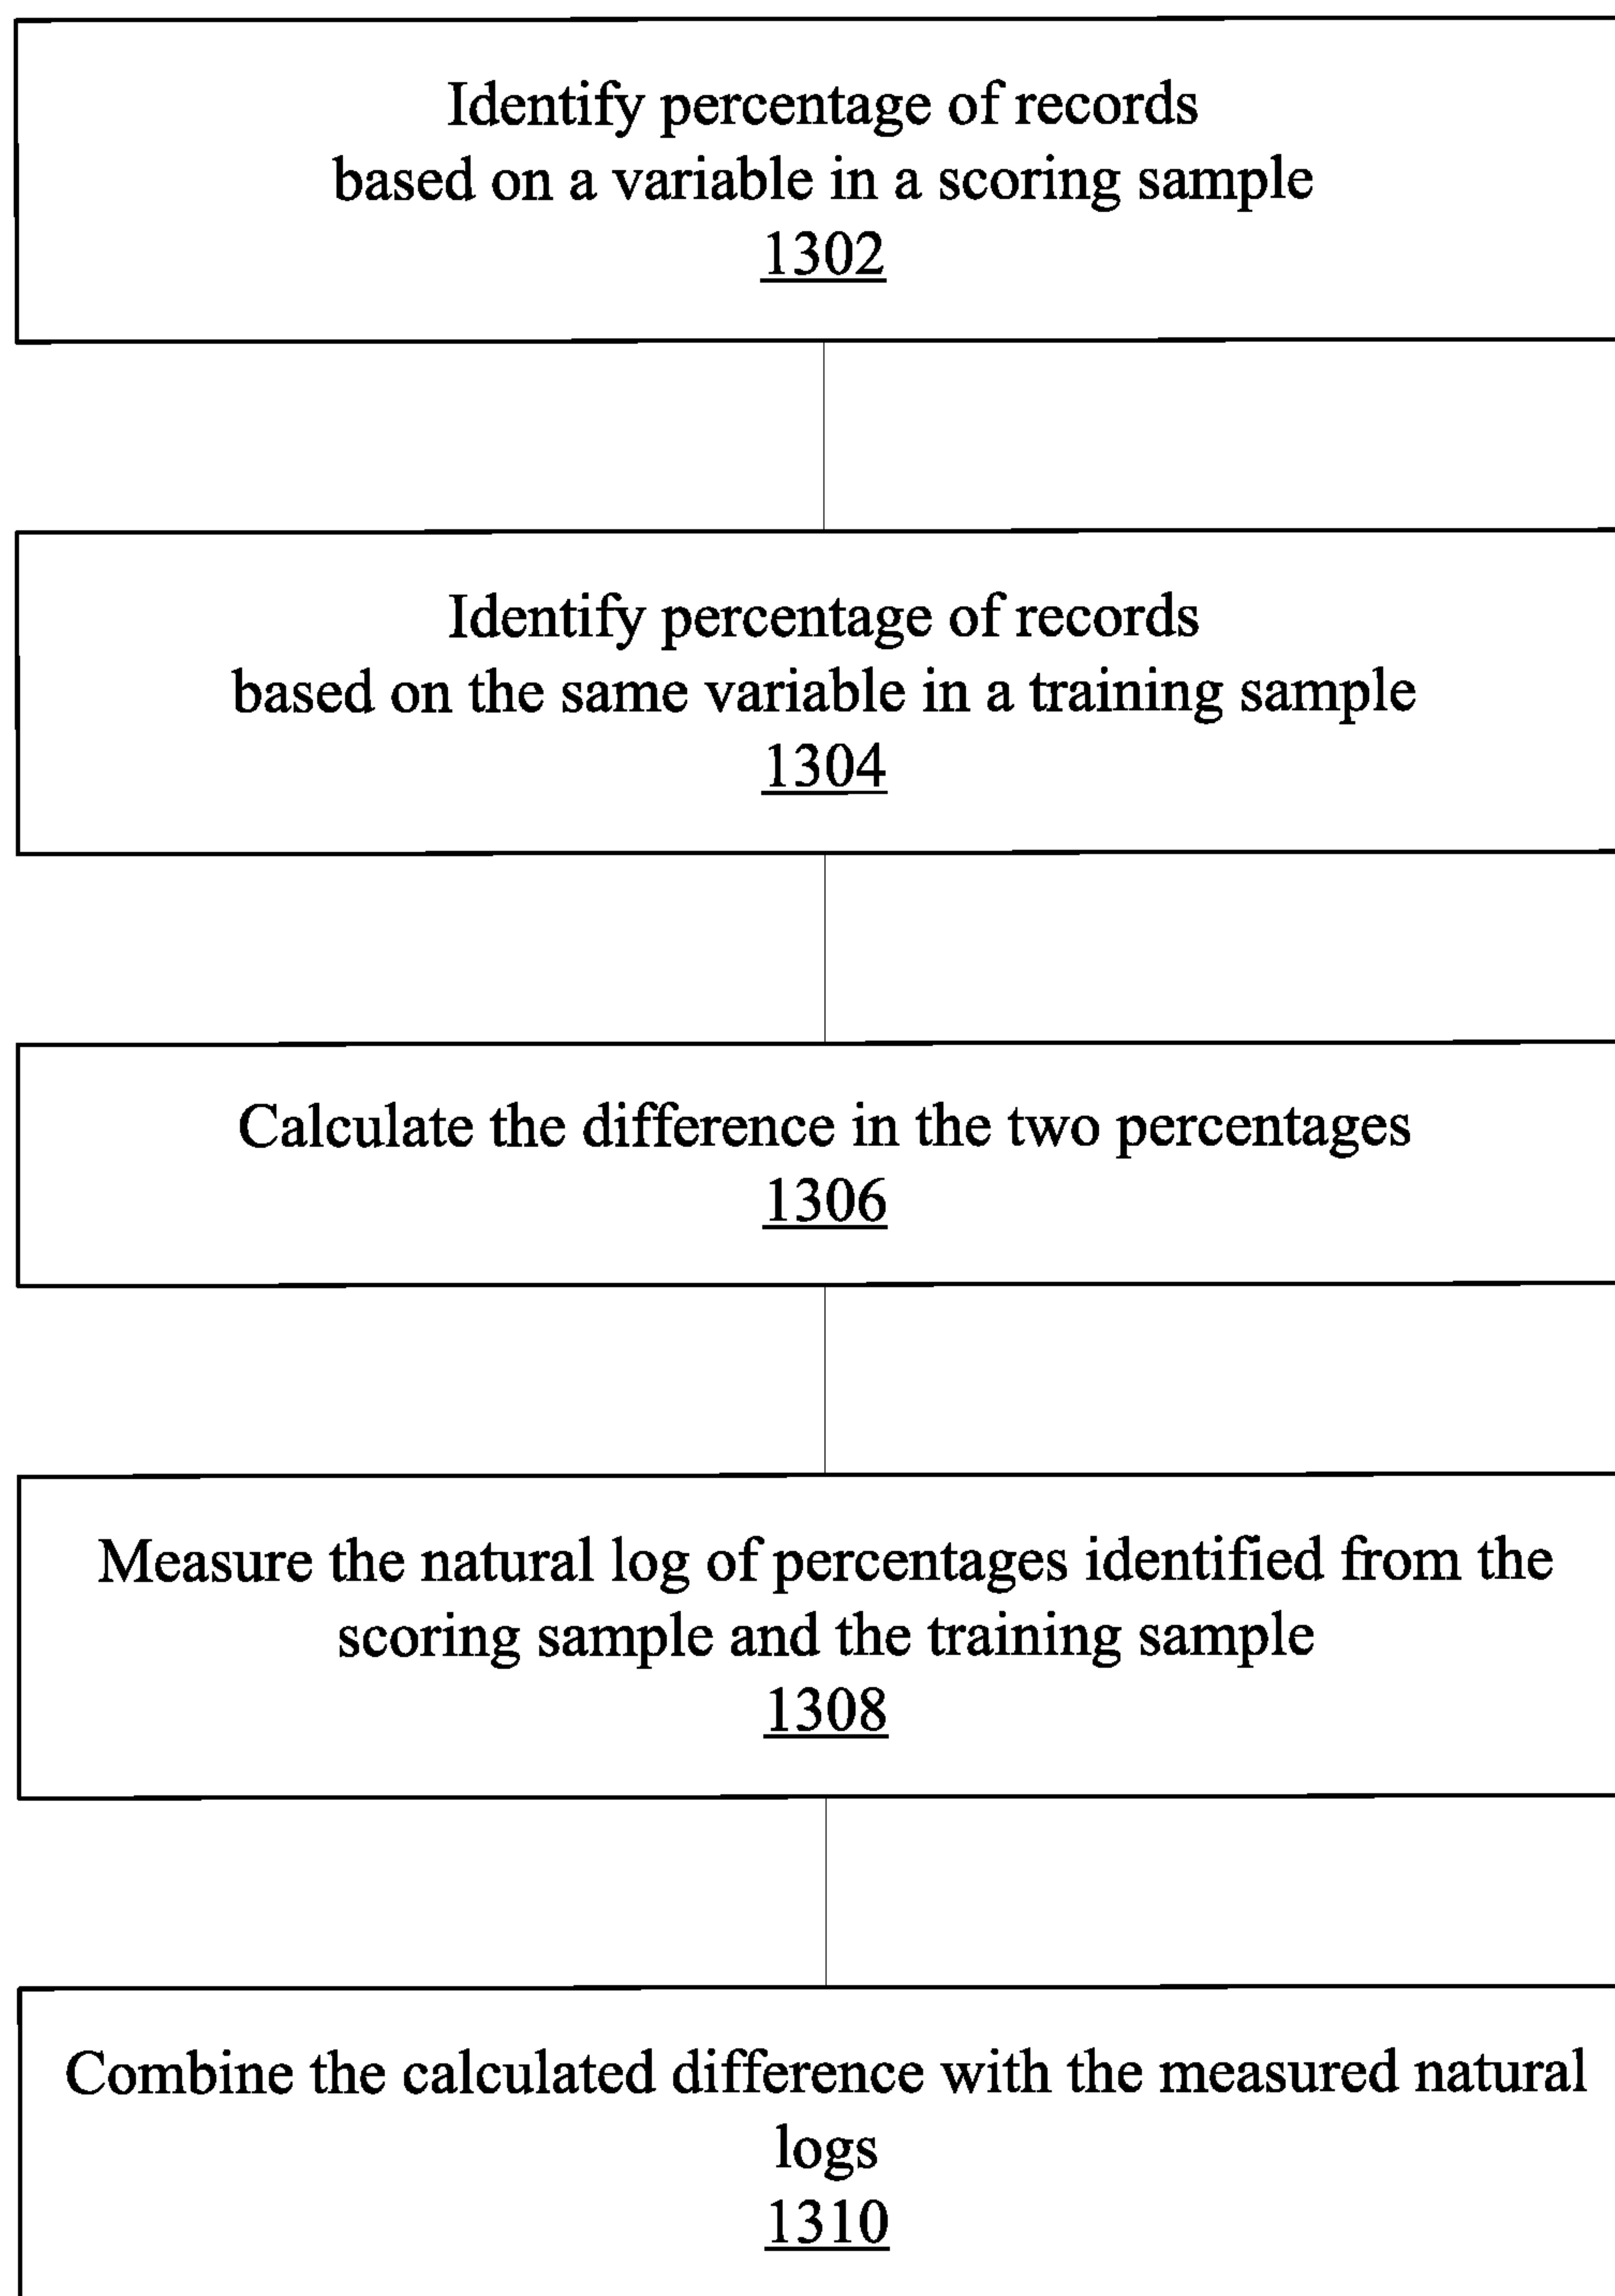 Identify percentage of records
based on a variable in a scoring sample
1302
Identify percentage of records
based on the same variable in a training sample
1304
Calculate the difference in the two percentages
1306
Measure the natural log of percentages identified from the
scoring sample and the training sample
1308
Combine the calculated difference with the measured natural
logs
1310